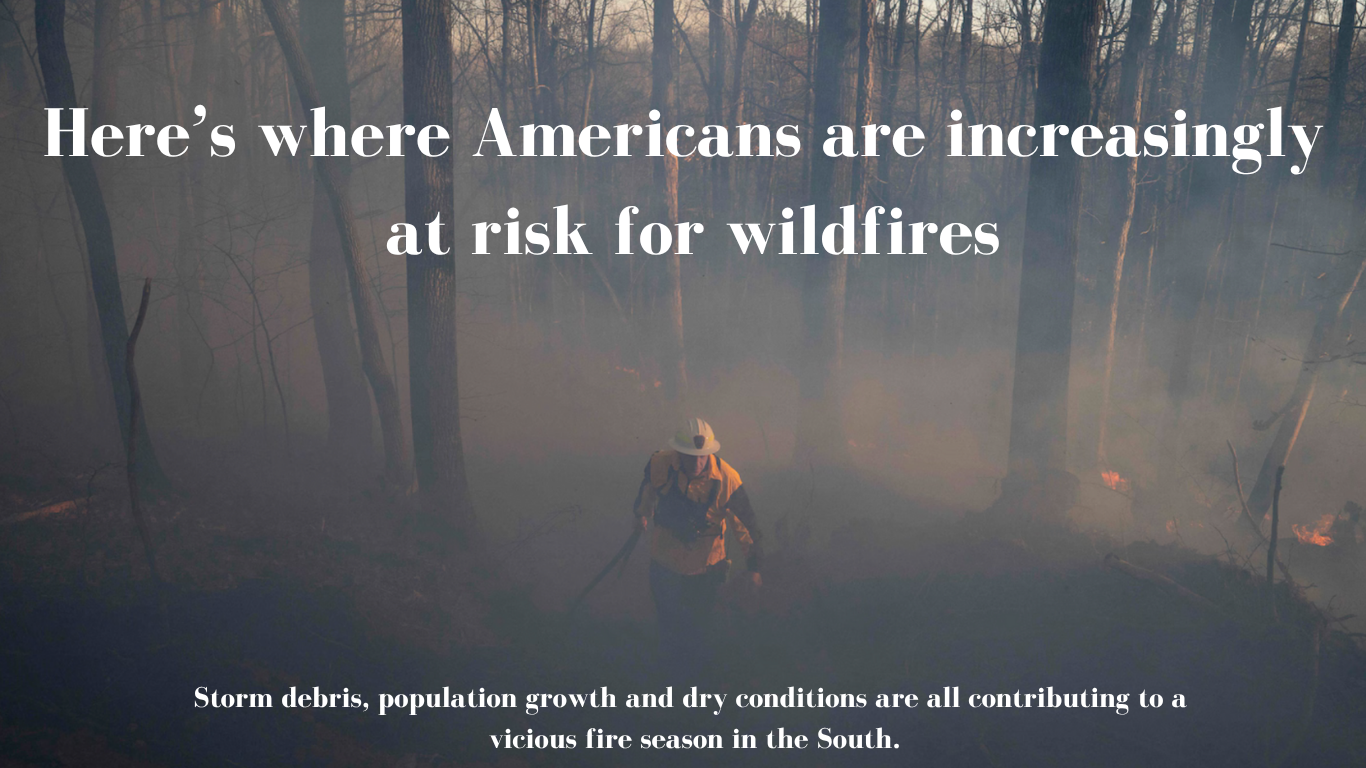 Here’s where Americans are increasingly
at risk for wildfires
Storm debris, population growth and dry conditions are all contributing to a
vicious fire season in the South.